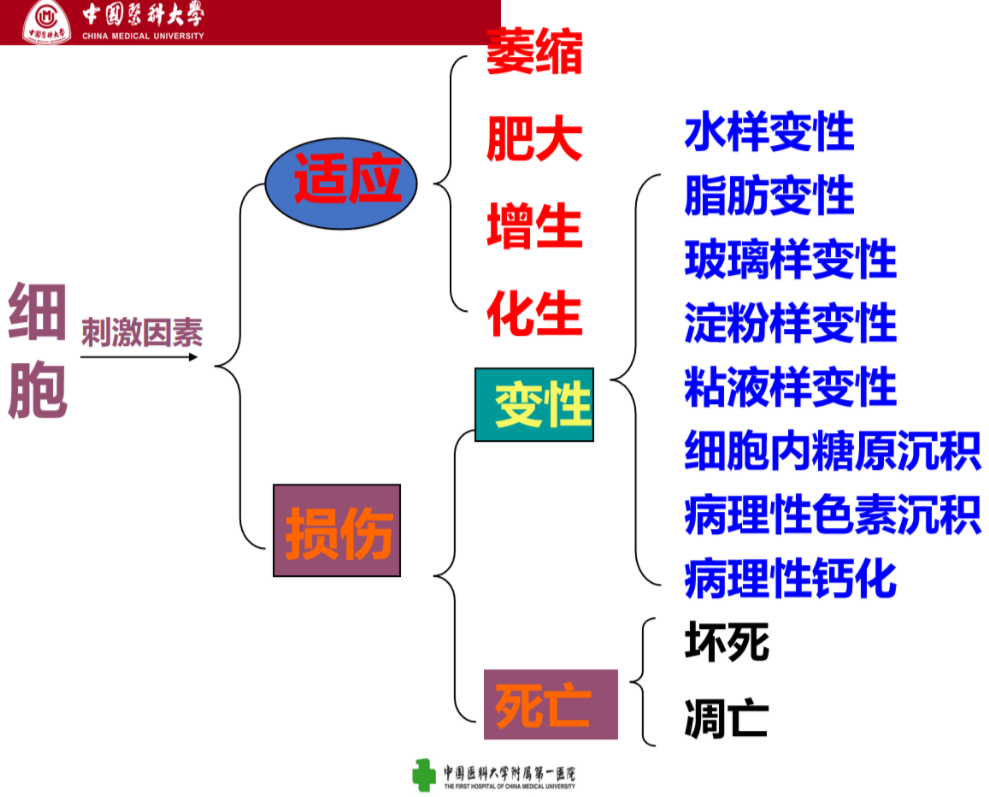 中国医科大学
CHINA MEDICAL UNIVERSITY
细胞
刺激因素
适应
萎缩
肥大
增生
化生
损伤
变性
水样变性
脂肪变性
玻璃样变性
淀粉样变性
粘液样变性
细胞内糖原沉积
病理性色素沉积
病理性钙化
死亡
坏死
凋亡
中国医科大学附属第一医院
THE FIRST HOSPITAL OF CHINA MEDICAL UNIVERSITY